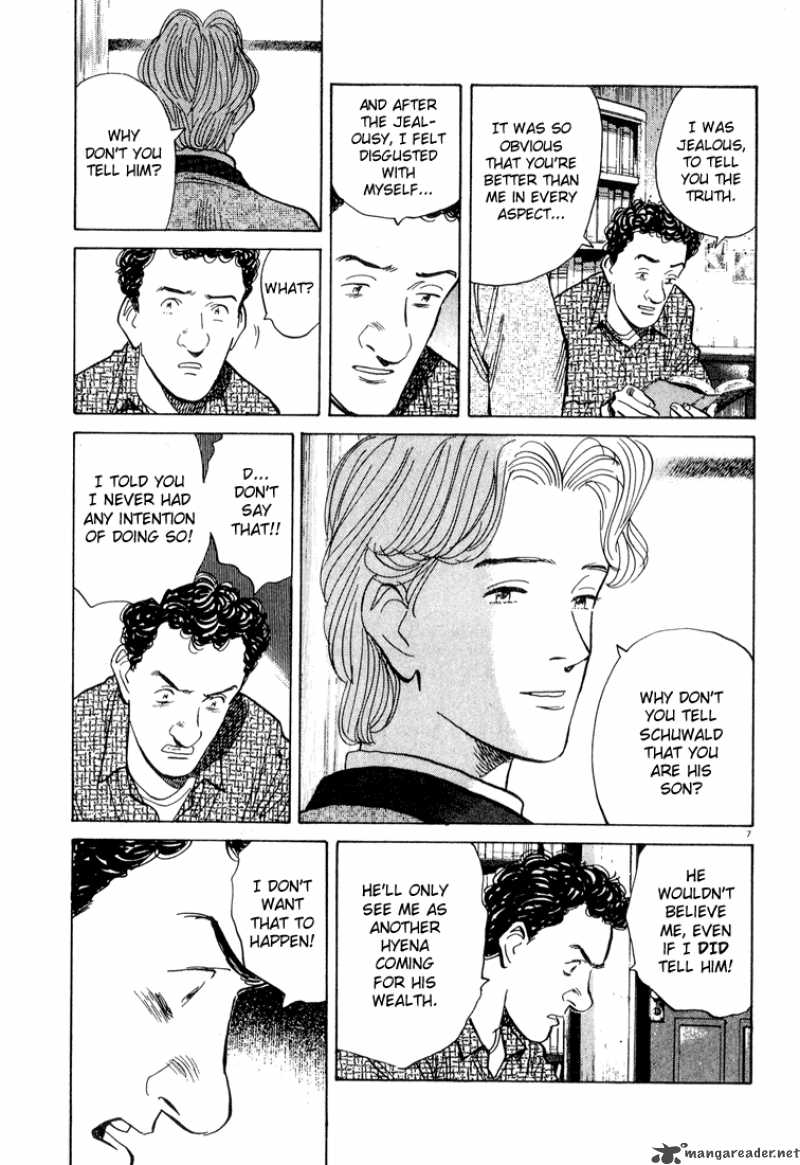 I WAS
JEALOUS,
TO TELL
YOU THE
TRUTH.
IT WAS SO
OBVIOUS
THAT YOU'RE
BETTER THAN
ME IN EVERY
ASPECT...
AND AFTER
THE JEAL-
OUSY, I FELT
DISGUSTED
WITH
MYSELF...
WHY
DON'T YOU
TELL HIM?
WHAT?
WHY DON'T
YOU TELL
SCHUWALD
THAT YOU
ARE HIS
SON?
7
D...
DON'T
SAY
THAT!!
I TOLD YOU
I NEVER HAD
ANY INTENTION
OF DOING SO!
HE
WOULDN'T
BELIEVE
ME, EVEN
IF I DID
TELL HIM!
HE'LL ONLY
SEE ME AS
ANOTHER
HYENA
COMING
FOR HIS
WEALTH.
I DON'T
WANT
THAT TO
HAPPEN!
mangareader.net